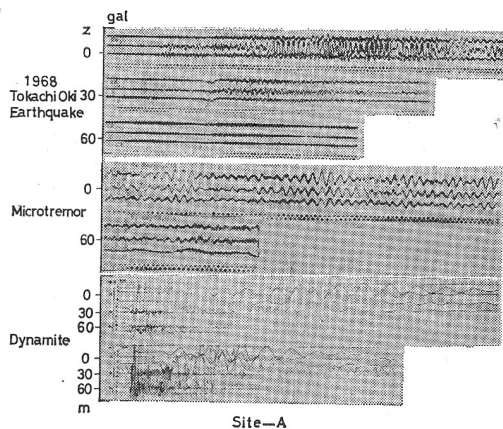 gal
z
0
1968
Tokachi Oki
Earthquake
30
60
Microtremor
0
60
Dynamite
0
30
60
0
30
60
m
Site—A